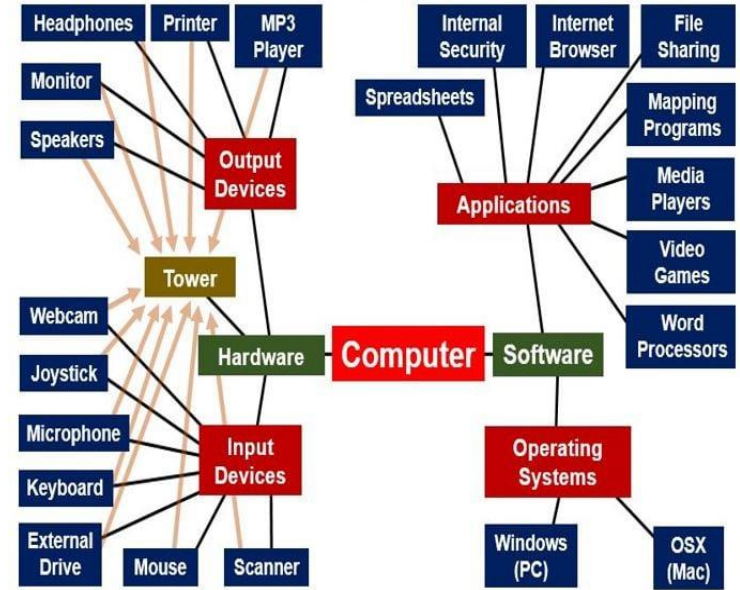 Headphones
Printer
MP3
Player
Monitor
Speakers
Output
Devices
Tower
Webcam
Joystick
Microphone
Keyboard
External
Drive
Mouse
Scanner
Input
Devices
Hardware
Computer
Software
Internal
Security
Internet
Browser
File
Sharing
Spreadsheets
Mapping
Programs
Applications
Media
Players
Video
Games
Word
Processors
Operating
Systems
Windows
(PC)
OSX
(Mac)